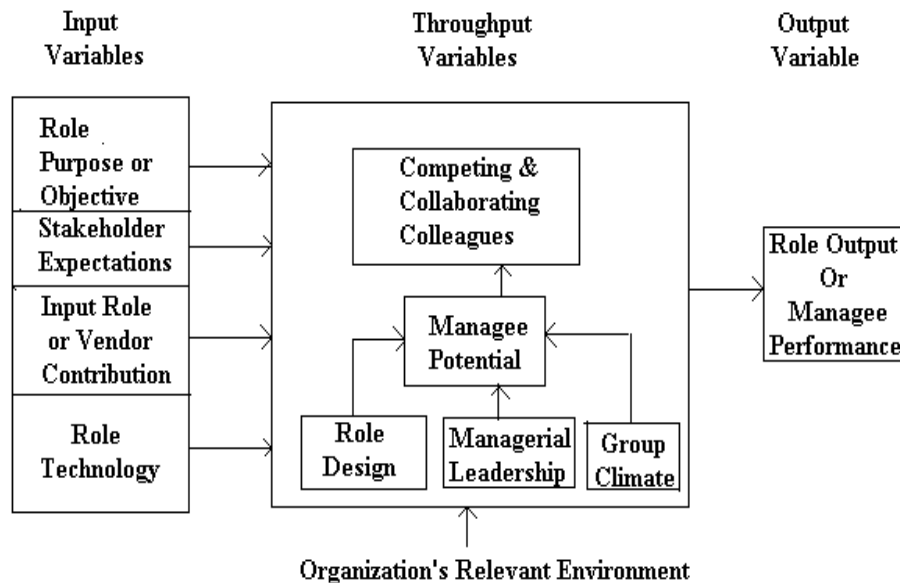 Input
Variables
Throughput
Variables
Output
Variable
Role
Purpose or
Objective
Stakeholder
Expectations
Input Role
or Vendor
Contribution
Role
Technology
Competing &
Collaborating
Colleagues
Managee
Potential
Role
Design
Managerial
Leadership
Group
Climate
Role Output
Or
Managee
Performance
Organization's Relevant Environment